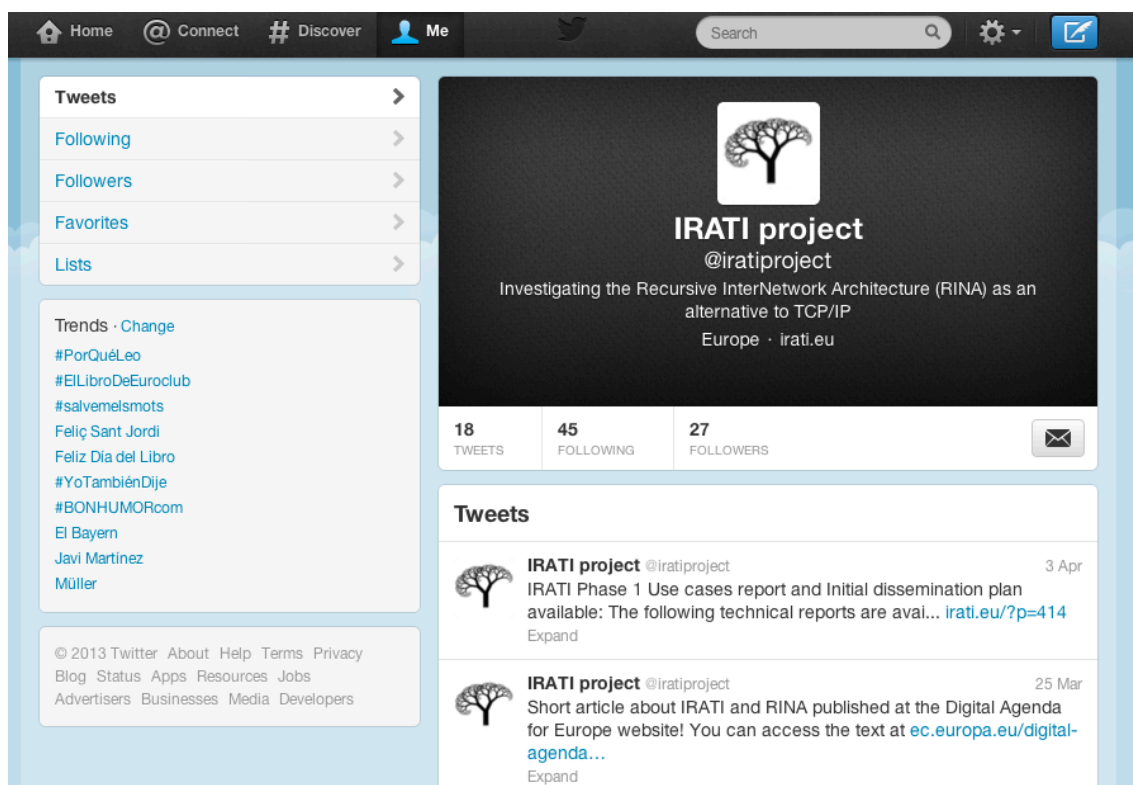 Home
Connect
Discover
Me
Search
Tweets
Following
Followers
Favorites
Lists
Trends · Change
#PorQuéLeo
#ElLibroDeEuroclub
#salvemelsmots
Feliç Sant Jordi
Feliz Día del Libro
#YoTambiénDije
#BONHUMORcom
El Bayern
Javi Martínez
Müller
© 2013 Twitter About Help Terms Privacy
Blog Status Apps Resources Jobs
Advertisers Businesses Media Developers
IRATI project
@iratiproject
Investigating the Recursive InterNetwork Architecture (RINA) as an
alternative to TCP/IP
Europe · irati.eu
18 45 27
TWEETS FOLLOWING FOLLOWERS
Tweets
IRATI project @iratiproject 3 Apr
IRATI Phase 1 Use cases report and Initial dissemination plan
available: The following technical reports are avai... irati.eu/?p=414
Expand
IRATI project @iratiproject 25 Mar
Short article about IRATI and RINA published at the Digital Agenda
for Europe website! You can access the text at ec.europa.eu/digital-
agenda…
Expand